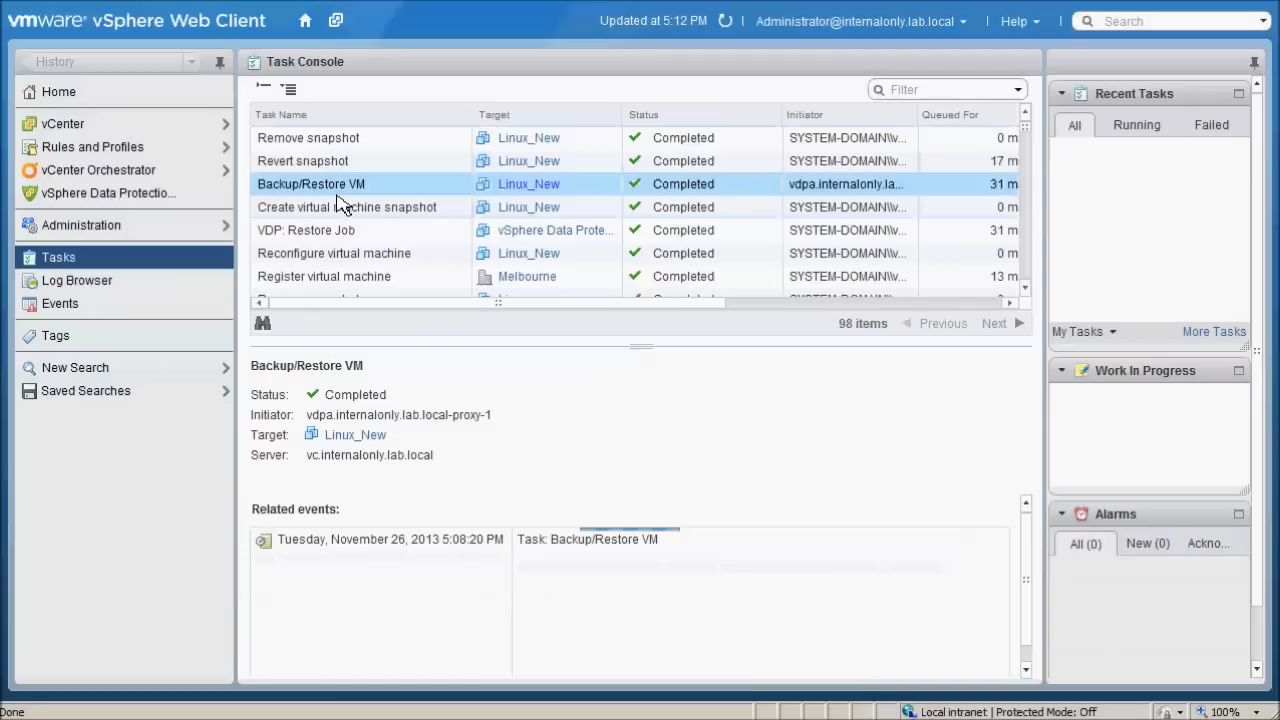 vmware® vSphere Web Client
Updated at 5:12 PM
Administrator@internalonly.lab.local
Help
Search
History
Home
vCenter
Rules and Profiles
vCenter Orchestrator
vSphere Data Protectio...
Administration
Tasks
Log Browser
Events
Tags
New Search
Saved Searches
Task Console
Filter
Task Name Target Status Initiator Queued For
Remove snapshot Linux_New Completed SYSTEM-DOMAIN\v... 0 m
Revert snapshot Linux_New Completed SYSTEM-DOMAIN\v... 17 m
Backup/Restore VM Linux_New Completed vdpa.internalonly.la... 31 m
Create virtual machine snapshot Linux_New Completed SYSTEM-DOMAIN\v... 0 m
VDP: Restore Job vSphere Data Prote... Completed SYSTEM-DOMAIN\v... 31 m
Reconfigure virtual machine Linux_New Completed SYSTEM-DOMAIN\v... 0 m
Register virtual machine Melbourne Completed SYSTEM-DOMAIN\v... 13 m
98 items Previous Next
Backup/Restore VM
Status: Completed
Initiator: vdpa.internalonly.lab.local-proxy-1
Target: Linux_New
Server: vc.internalonly.lab.local
Related events:
Tuesday, November 26, 2013 5:08:20 PM Task: Backup/Restore VM
Recent Tasks
All Running Failed
My Tasks More Tasks
Work In Progress
Alarms
All (0) New (0) Ackno...
Done
Local intranet | Protected Mode: Off
100%